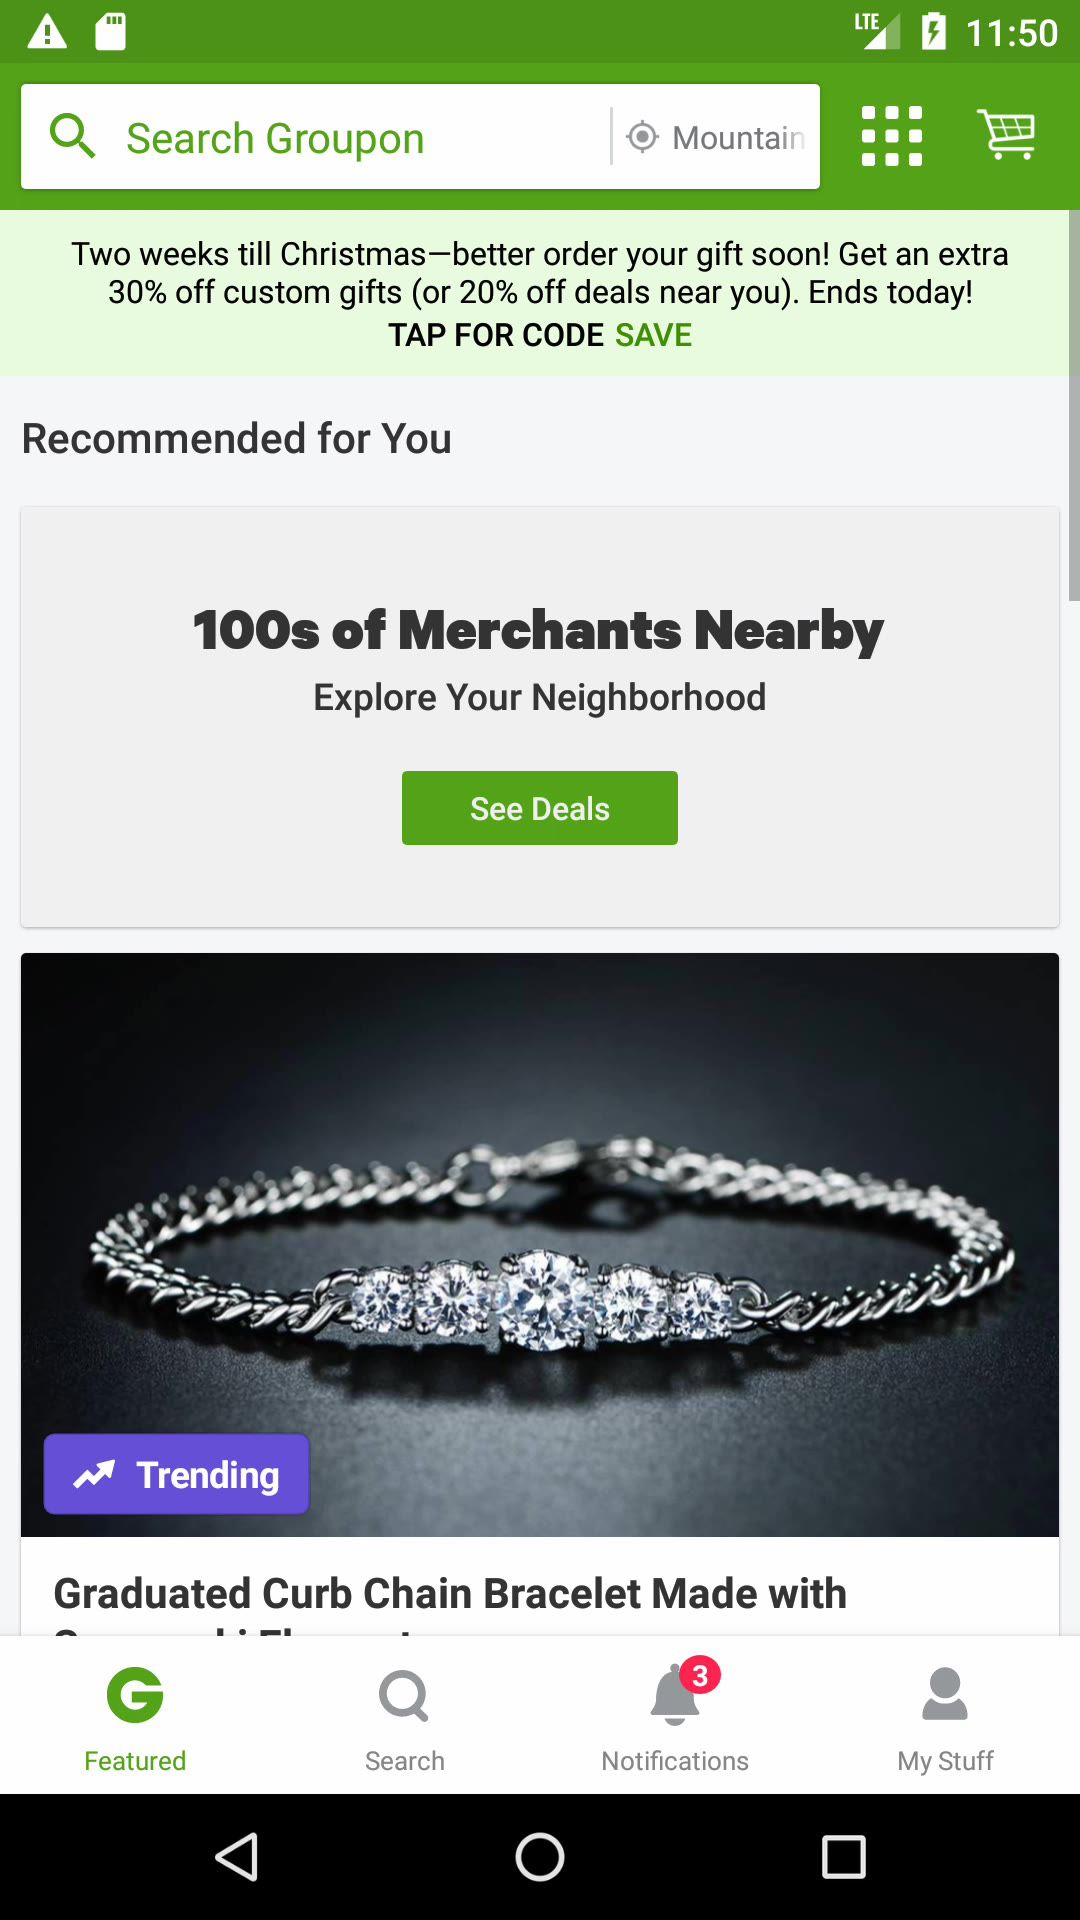 LTE 11:50
Search Groupon Mountain
Two weeks till Christmas—better order your gift soon! Get an extra
30% off custom gifts (or 20% off deals near you). Ends today!
TAP FOR CODE SAVE
Recommended for You
100s of Merchants Nearby
Explore Your Neighborhood
See Deals
Trending
Graduated Curb Chain Bracelet Made with
3
Featured Search Notifications My Stuff